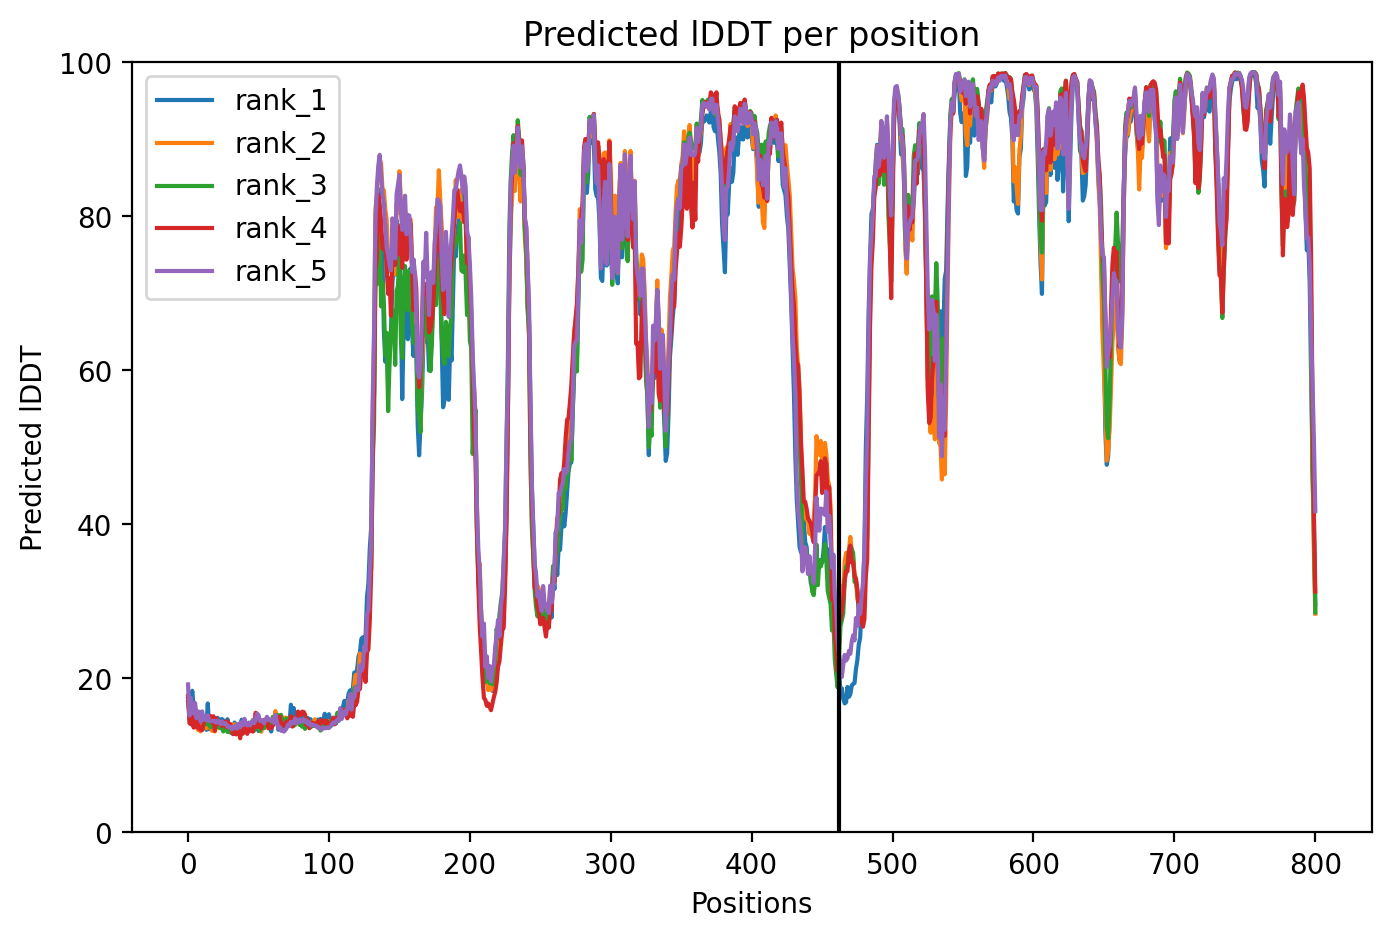 Predicted lDDT per position
100
80
60
40
20
0
Predicted lDDT
rank_1
rank_2
rank_3
rank_4
rank_5
0 100 200 300 400 500 600 700 800
Positions